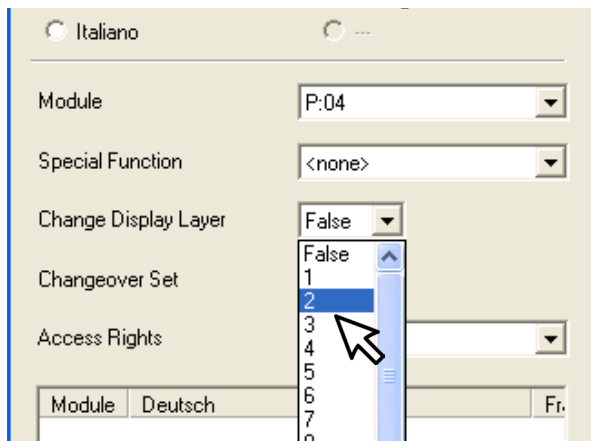 Italiano ---
Module P:04
Special Function <none>
Change Display Layer False
False
1
Changeover Set
2
3
Access Rights
4
5
6
Module Deutsch Fr
7